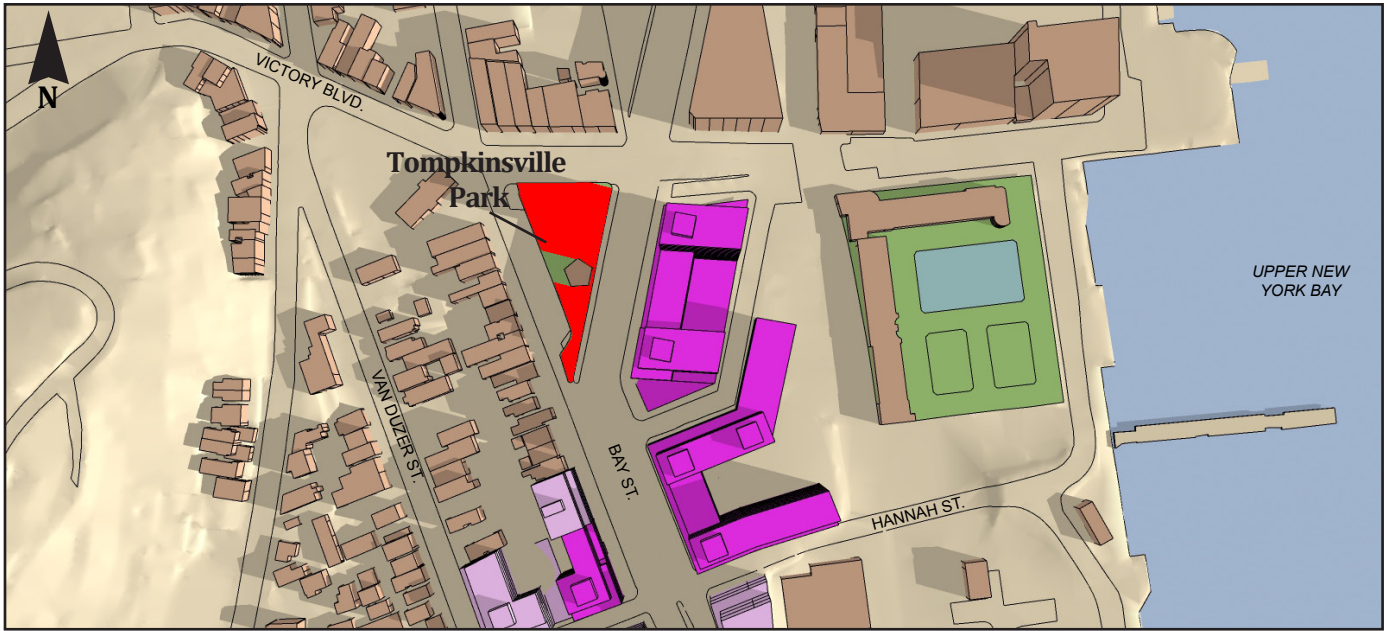 N
VICTORY BLVD.
Tompkinsville
Park
UPPER NEW
YORK BAY
VAN DUZER ST.
BAY ST.
HANNAH ST.